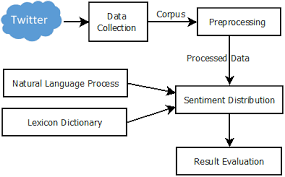 Twitter
Data
Collection
Corpus
Preprocessing
Processed Data
Natural Language Process
Lexicon Dictionary
Sentiment Distribution
Result Evaluation